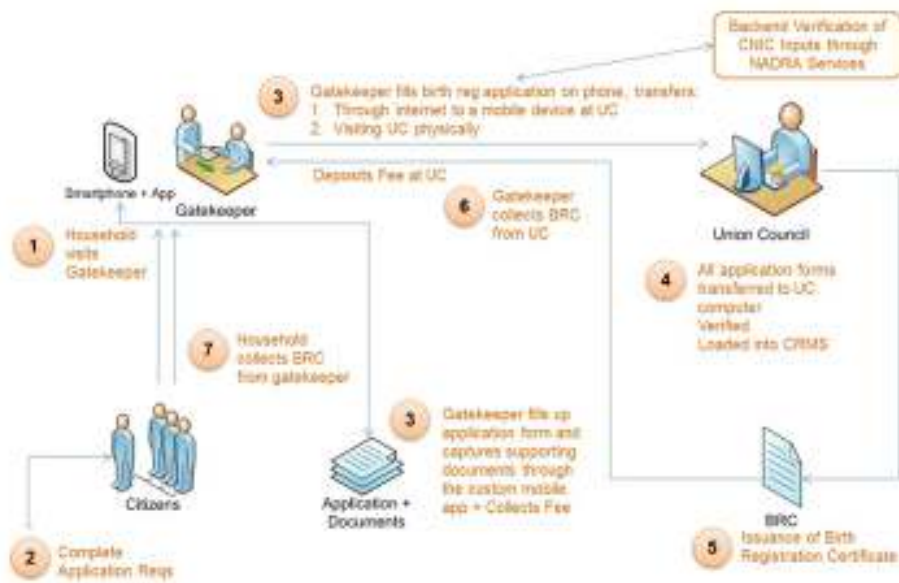 Backend Verification of
CNIC Inputs through
NADRA Services
3
Gatekeeper fills birth reg application on phone, transfers
1. Through internet to a mobile device at UC
2. Visiting UC physically
Smartphone + App
Gatekeeper
Deposits Fee at UC
Union Council
1
Household
visits
Gatekeeper
6
Gatekeeper
collects BRC
from UC
4
All application forms
transferred to UC
computer
Verified
Loaded into CRMS
7
Household
collects BRC
from gatekeeper
Citizens
3
Gatekeeper fills up
application form and
captures supporting
documents through
the custom mobile
app + Collects Fee
Application +
Documents
BRC
2
Complete
Application Reqs
5
Issuance of Birth
Registration Certificate